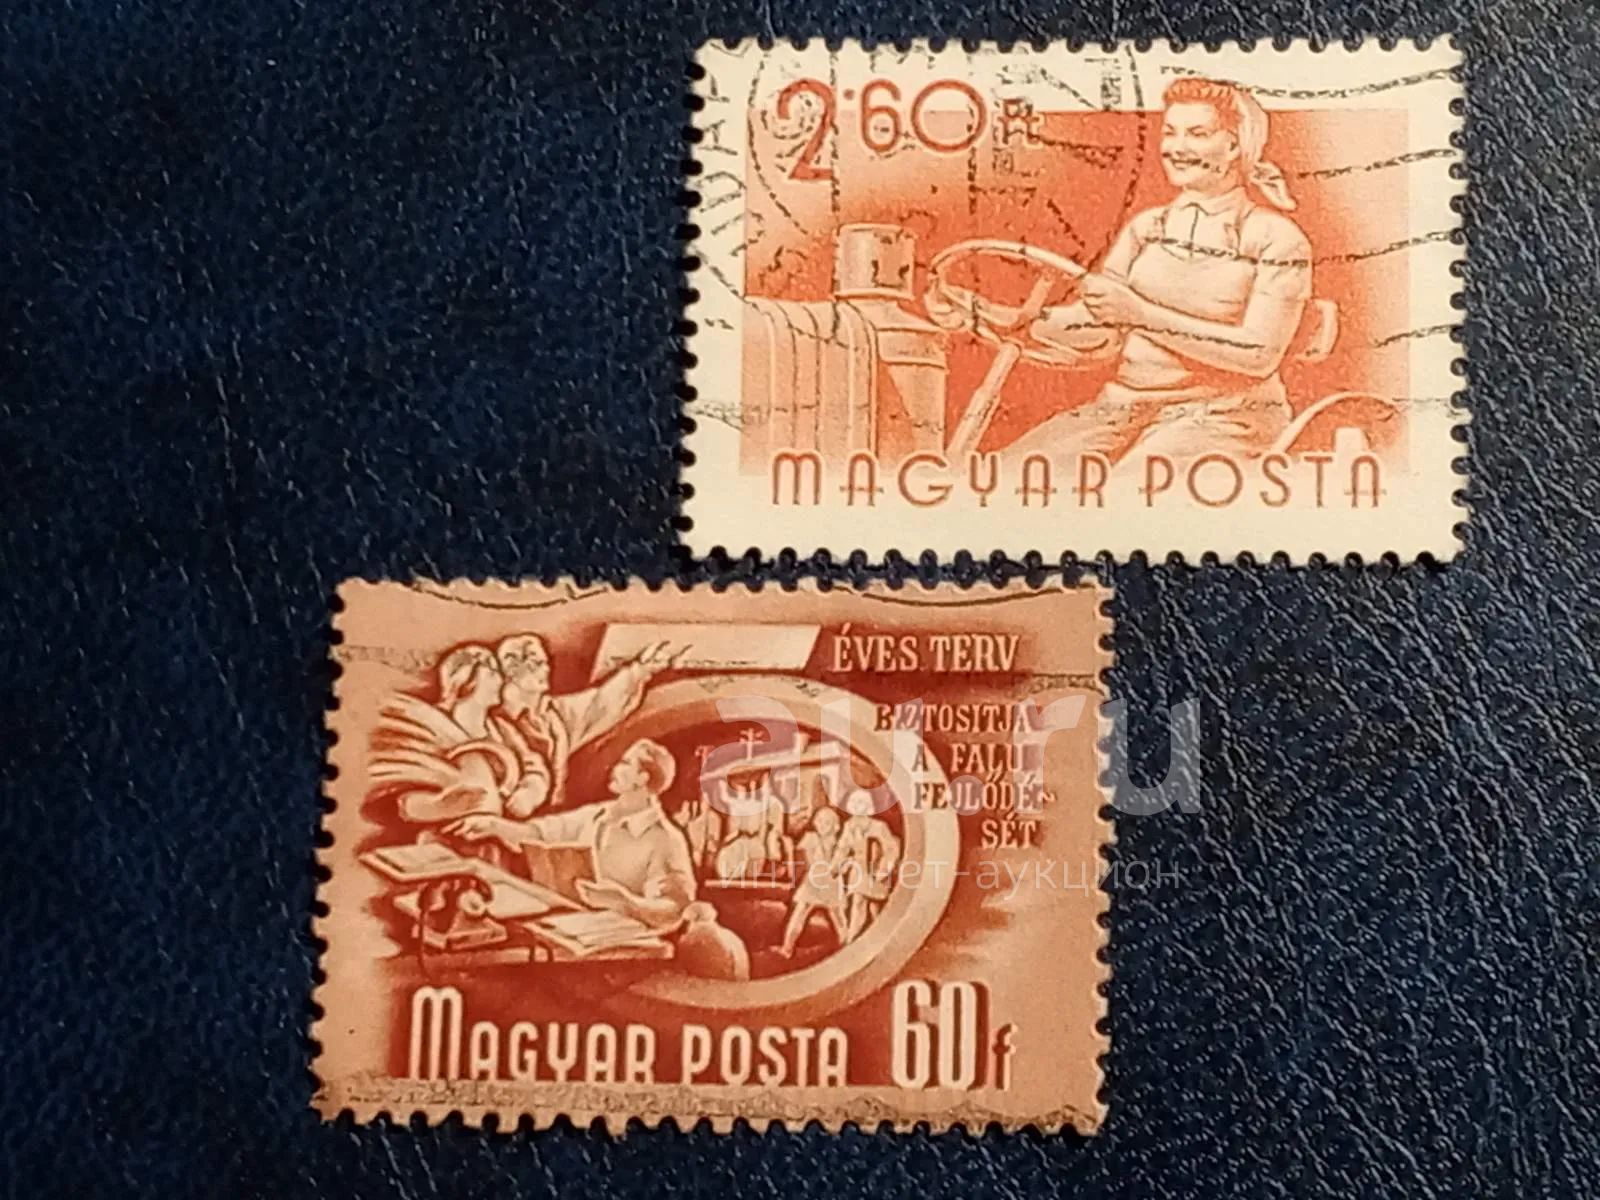 2·60 Ft
MAGYAR POSTA
ÉVES TERV
BIZTOSITJA
A FALU
FEJLŐDÉ-
SÉT
MAGYAR POSTA 60f
au.ru
интернет-аукцион